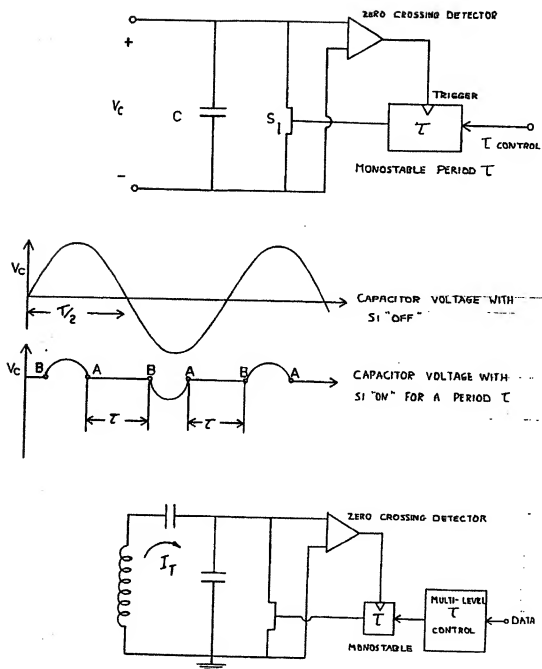 ZERO CROSSING DETECTOR
+
TRIGGER
Vc
C
S1
τ
τ CONTROL
MONOSTABLE PERIOD τ
−
Vc
T/2
CAPACITOR VOLTAGE WITH
S1 "OFF"
Vc
B A B A B A
CAPACITOR VOLTAGE WITH
S1 "ON" FOR A PERIOD τ
τ τ
ZERO CROSSING DETECTOR
IT
τ
MULTI-LEVEL
τ
CONTROL
DATA
MONOSTABLE